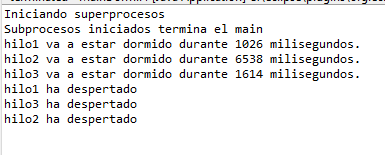 Iniciando superprocesos
Subprocesos iniciados termina el main
hilo1 va a estar dormido durante 1026 milisegundos.
hilo2 va a estar dormido durante 6538 milisegundos.
hilo3 va a estar dormido durante 1614 milisegundos.
hilo1 ha despertado
hilo3 ha despertado
hilo2 ha despertado